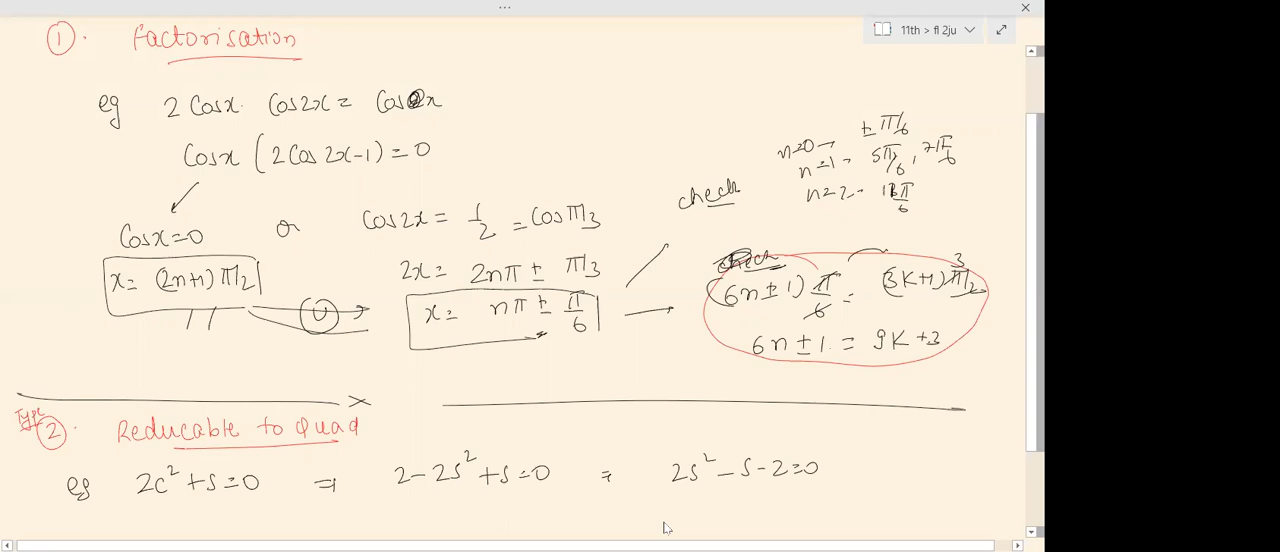 11th > fl 2ju
①. Factorisation
eg 2 Cosx. Cos2x = Cosx
Cosx (2Cos2x-1) = 0
n=0 → ± π/6
n=1 → 5π/6, 7π/6
n=2 → π/6
check
Cosx=0 or Cos2x = 1/2 = Cos π/3
x = (2n+1) π/2
2x = 2nπ ± π/3
x = nπ ± π/6
(6n±1) π/6 = (3K+1) 3π/2
6n ± 1 = 9K + 3
Type ②. Reducable to Quad
eg 2c² + s = 0 ⇒ 2-2s² + s = 0 = 2s² - s - 2 = 0